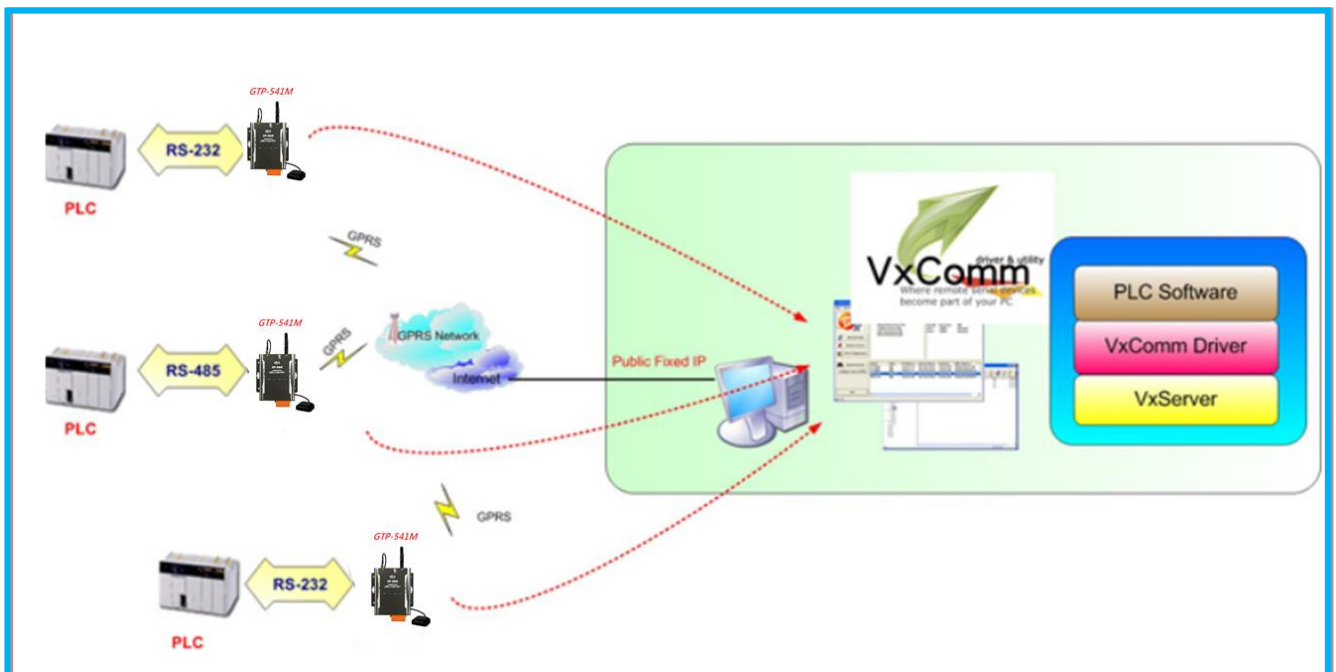 GTP-541M
RS-232
PLC
GPRS
VxComm
driver & utility
Where remote serial devices
become part of your PC
PLC Software
VxComm Driver
VxServer
GTP-541M
GPRS
GPRS Network
Internet
Public Fixed IP
RS-485
PLC
GPRS
GTP-541M
RS-232
PLC